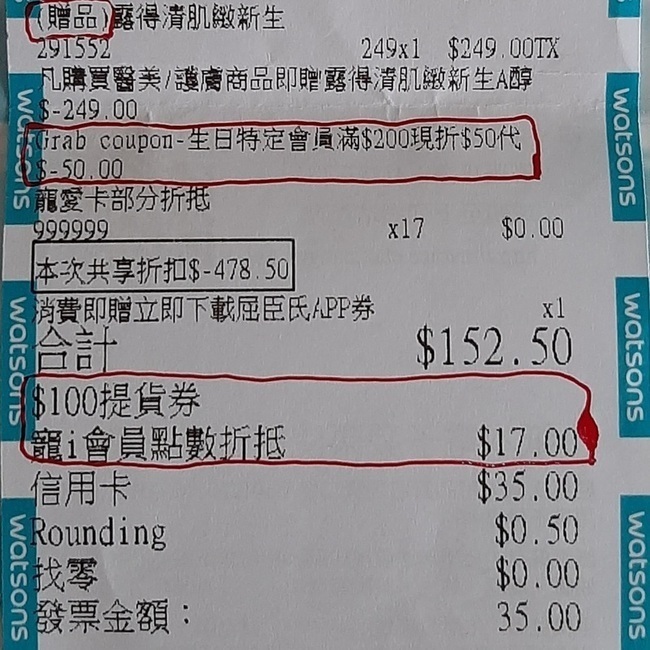 (贈品)露得清肌緻新生
291552 249x1 $249.00TX
凡購買醫美/護膚商品即贈露得清肌緻新生A醇
$-249.00
Grab coupon-生日特定會員滿$200現折$50代
$-50.00
寵愛卡部分折抵
999999 x17 $0.00
本次共享折扣$-478.50
消費即贈立即下載屈臣氏APP券 x1
合計 $152.50
$100提貨券
寵i會員點數折抵 $17.00
信用卡 $35.00
Rounding $0.50
找零 $0.00
發票金額： 35.00
watsons
watsons
watsons
watsons
watsons
watsons